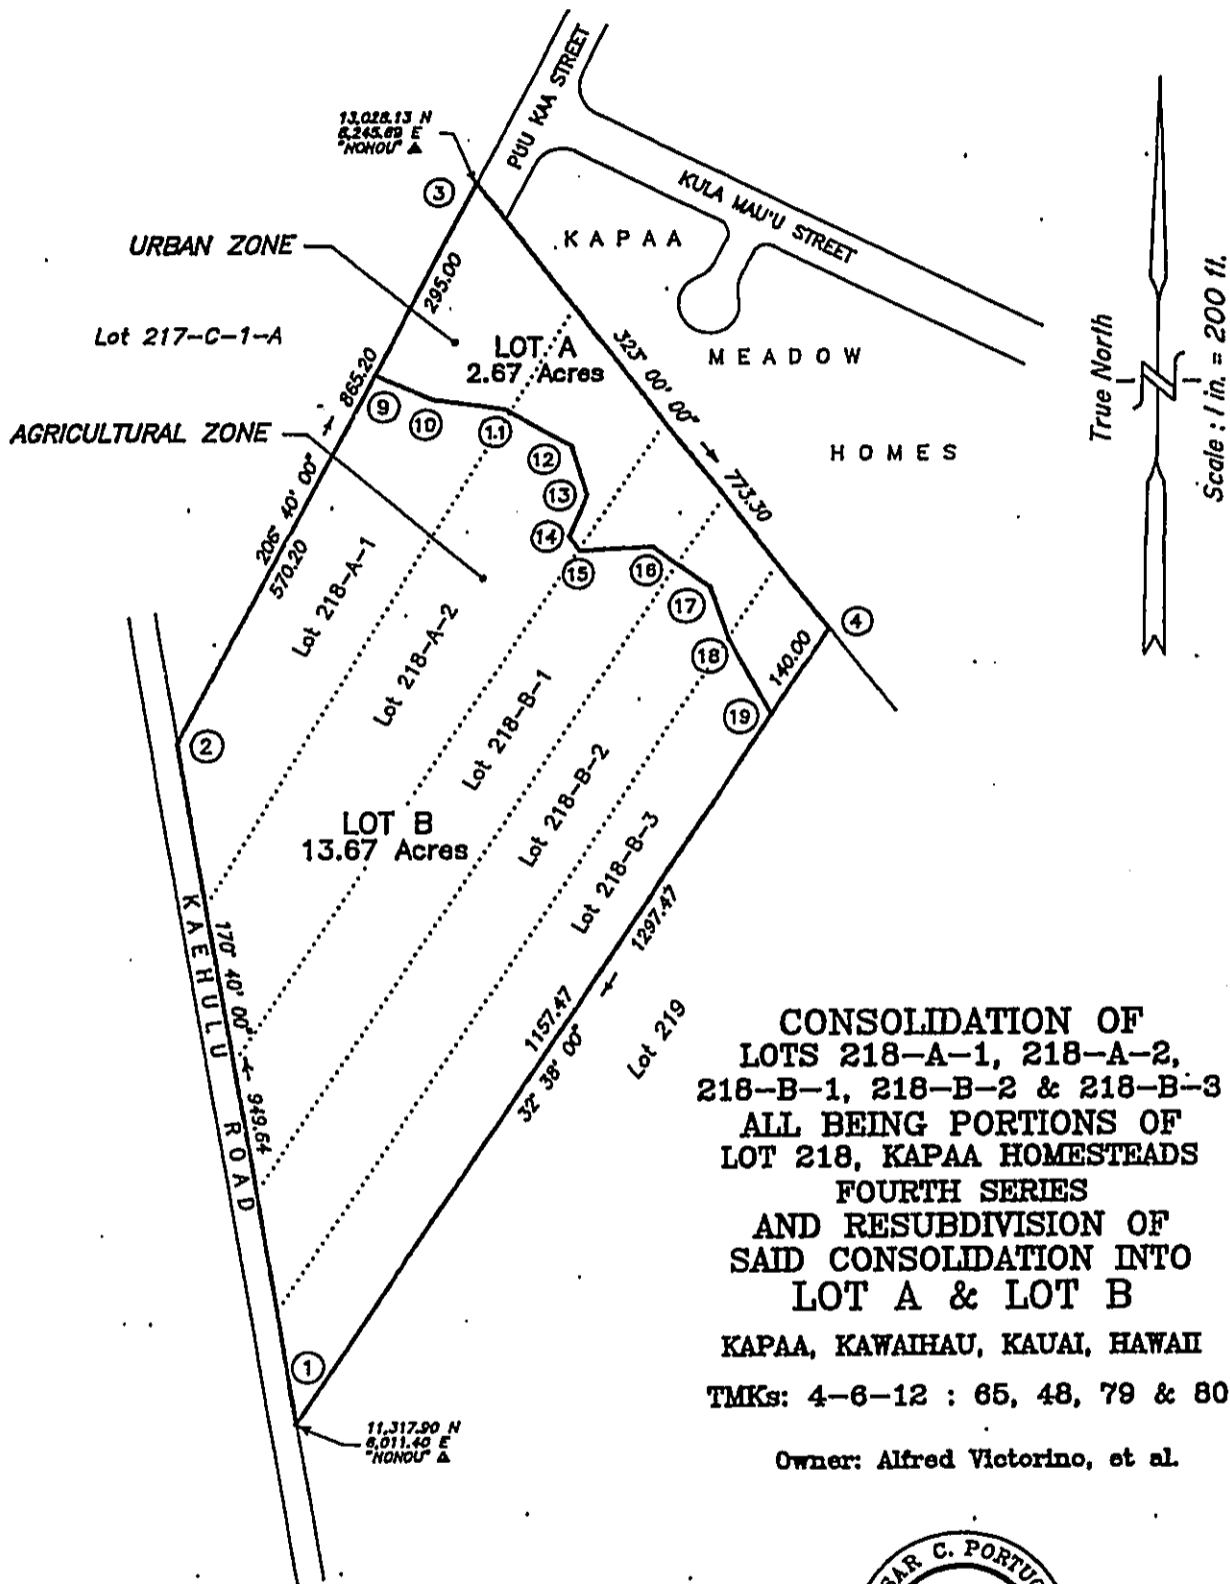 PUU KAA STREET
13,028.13 N
6,245.69 E
"NONOU"
3
KULA MAU'U STREET
KAPAA
URBAN ZONE
295.00
Lot 217-C-1-A
LOT A
2.67 Acres
323° 00' 00"
773.30
MEADOW
HOMES
True North
N
Scale : 1 in. = 200 ft.
865.20
206° 40' 00"
570.20
AGRICULTURAL ZONE
9
10
11
12
13
14
15
16
17
18
19
4
140.00
Lot 218-A-1
Lot 218-A-2
Lot 218-B-1
Lot 218-B-2
Lot 218-B-3
2
LOT B
13.67 Acres
KAEHULU ROAD
170° 40' 00"
949.64
1297.47
1157.47
32° 38' 00"
Lot 219
1
11,317.90 N
6,011.40 E
"NONOU"
CONSOLIDATION OF
LOTS 218-A-1, 218-A-2,
218-B-1, 218-B-2 & 218-B-3
ALL BEING PORTIONS OF
LOT 218, KAPAA HOMESTEADS
FOURTH SERIES
AND RESUBDIVISION OF
SAID CONSOLIDATION INTO
LOT A & LOT B
KAPAA, KAWAIHAU, KAUAI, HAWAII
TMKs: 4-6-12 : 65, 48, 79 & 80
Owner: Alfred Victorino, et al.
SAR C. PORTUG